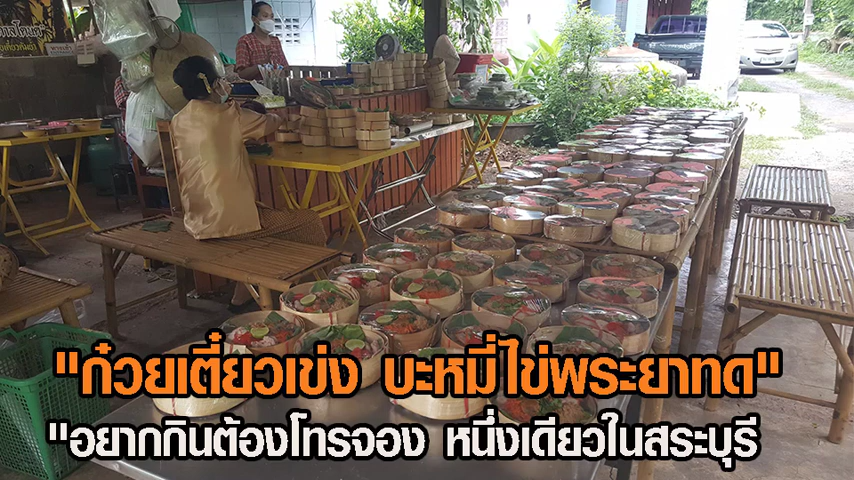 "ก๋วยเตี๋ยวเข่ง บะหมี่ไข่พระยาทด"
"อยากกินต้องโทรจอง หนึ่งเดียวในสระบุรี